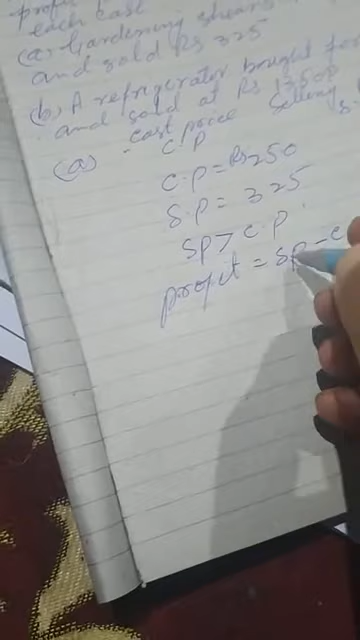 profit
each case
(a) Gardening shears
and sold Rs 325
(b) A refrigerator bought for
and sold at Rs
cost price selling
C.P
(a)
C.P = Rs 250
S.P = 325
SP > C.P
profit = SP - C